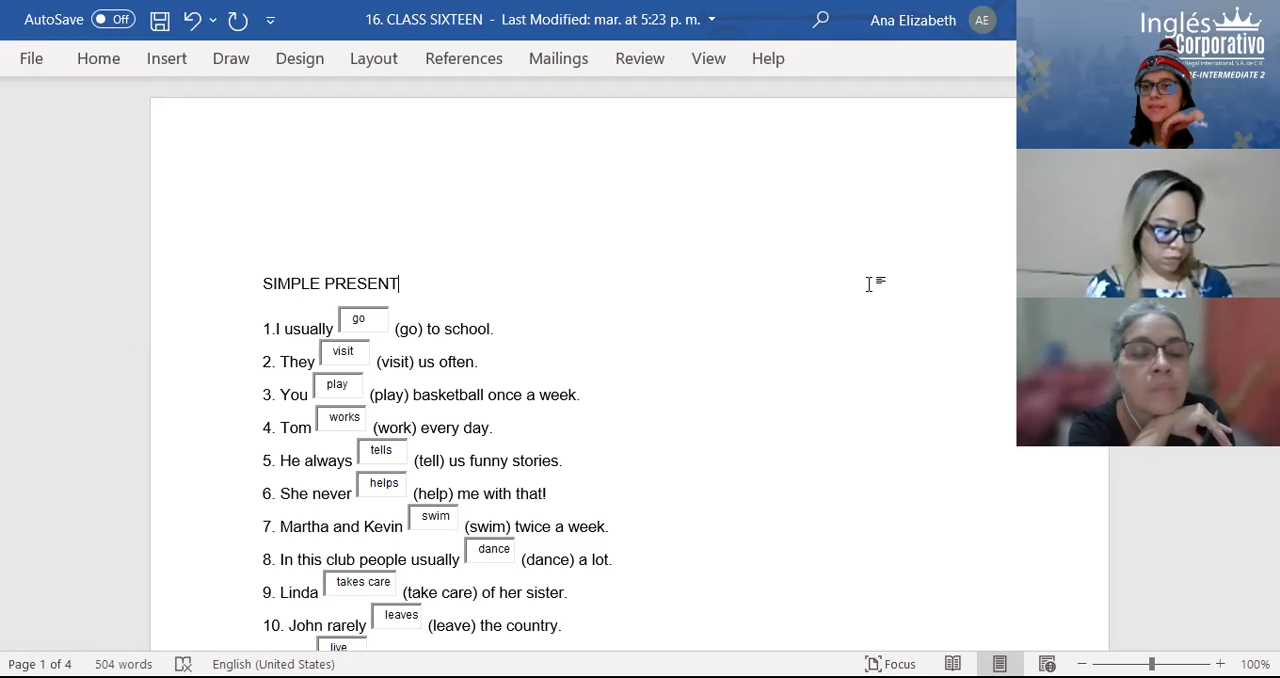 AutoSave Off 16. CLASS SIXTEEN - Last Modified: mar. at 5:23 p. m. Ana Elizabeth AE
File Home Insert Draw Design Layout References Mailings Review View Help
Inglés
Corporativo
Regal International, S.A. de C.V.
E-INTERMEDIATE 2
SIMPLE PRESENT
1.I usually go (go) to school.
2. They visit (visit) us often.
3. You play (play) basketball once a week.
4. Tom works (work) every day.
5. He always tells (tell) us funny stories.
6. She never helps (help) me with that!
7. Martha and Kevin swim (swim) twice a week.
8. In this club people usually dance (dance) a lot.
9. Linda takes care (take care) of her sister.
10. John rarely leaves (leave) the country.
live
Page 1 of 4 504 words English (United States) Focus 100%